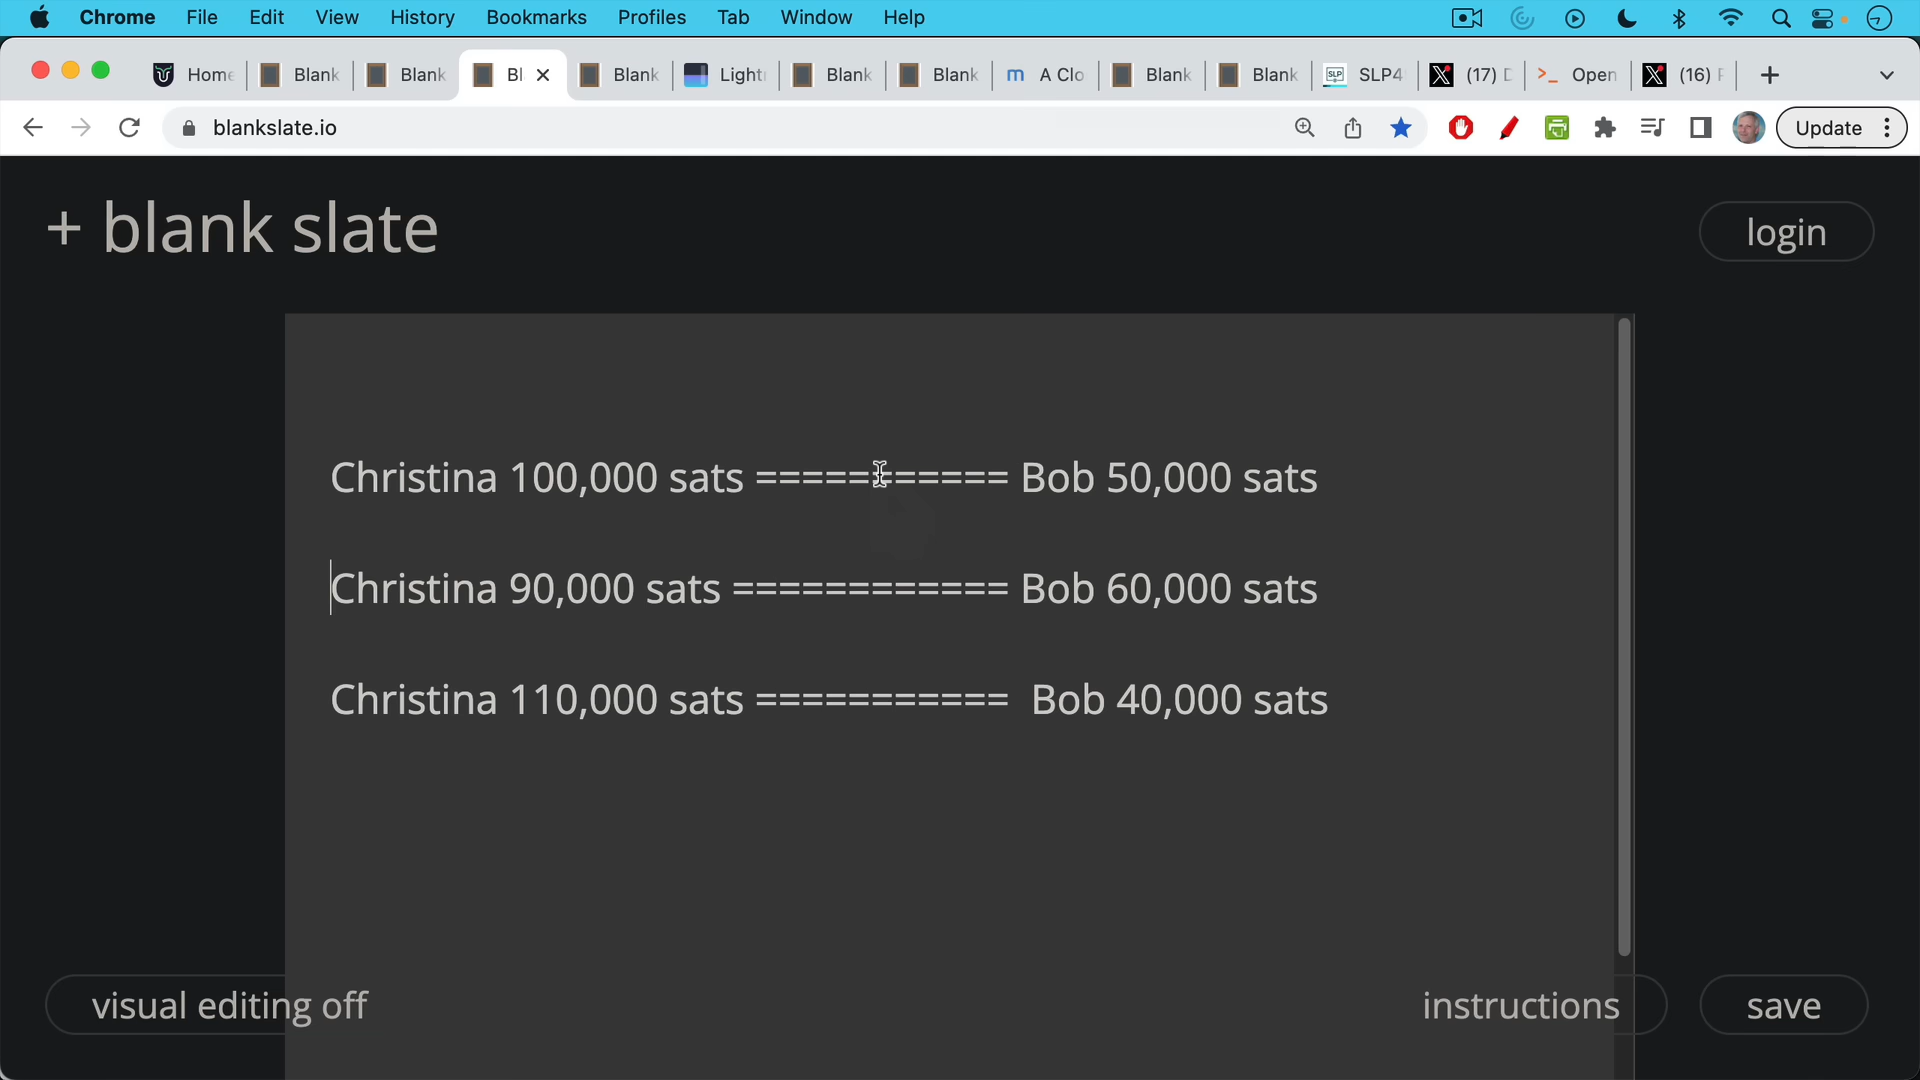 Chrome File Edit View History Bookmarks Profiles Tab Window Help
Home Blank Blank Bl Blank Light Blank Blank A Clo Blank Blank SLP4 (17) Open (16)
blankslate.io Update
+ blank slate login
Christina 100,000 sats =========== Bob 50,000 sats
Christina 90,000 sats ============ Bob 60,000 sats
Christina 110,000 sats =========== Bob 40,000 sats
visual editing off instructions save